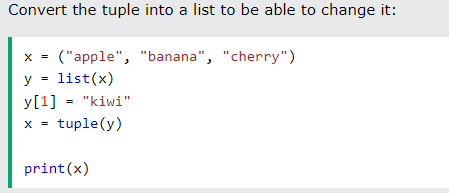 Convert the tuple into a list to be able to change it:
x = ("apple", "banana", "cherry")
y = list(x)
y[1] = "kiwi"
x = tuple(y)
print(x)